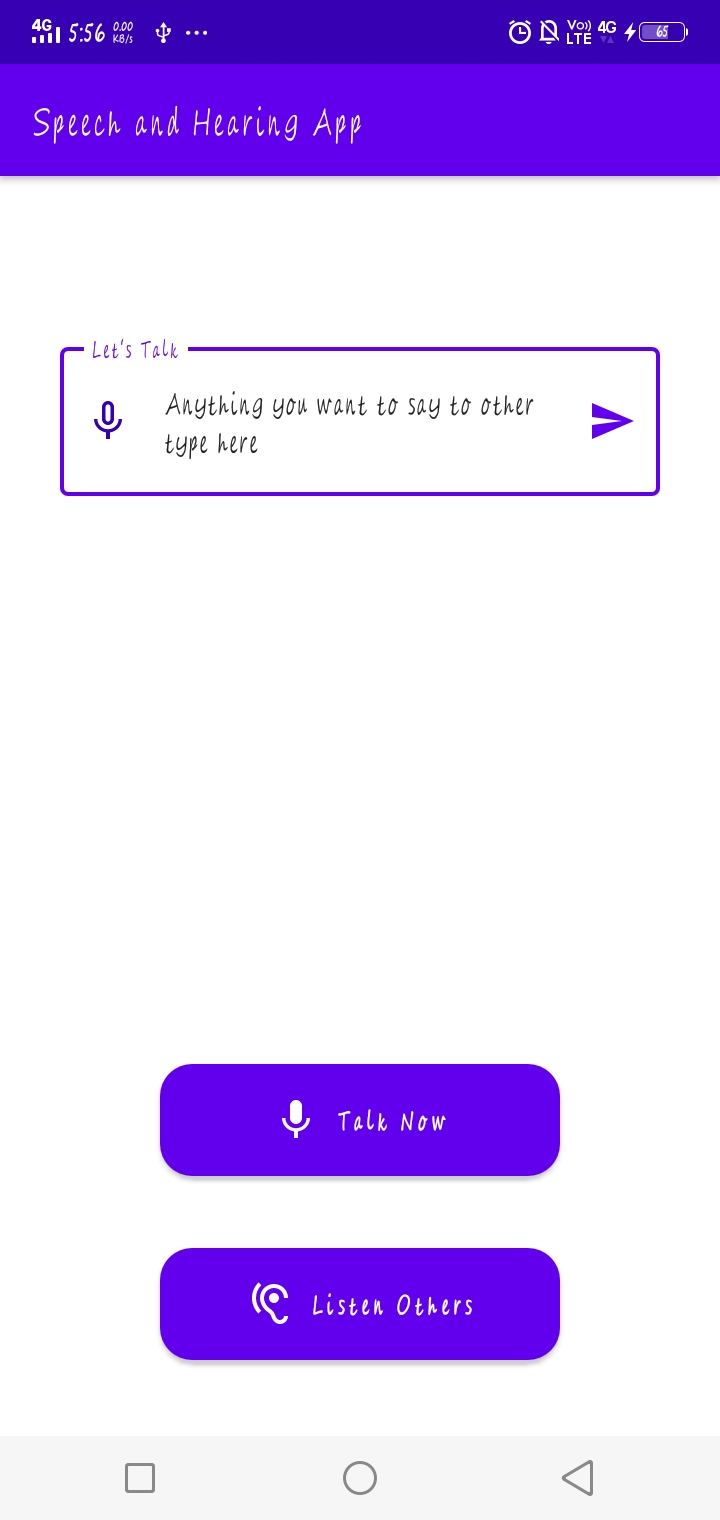 4G 5:56 0.00 KB/s ... Vo)) LTE 4G 65
Speech and Hearing App
Let's Talk
Anything you want to say to other
type here
Talk Now
Listen Others